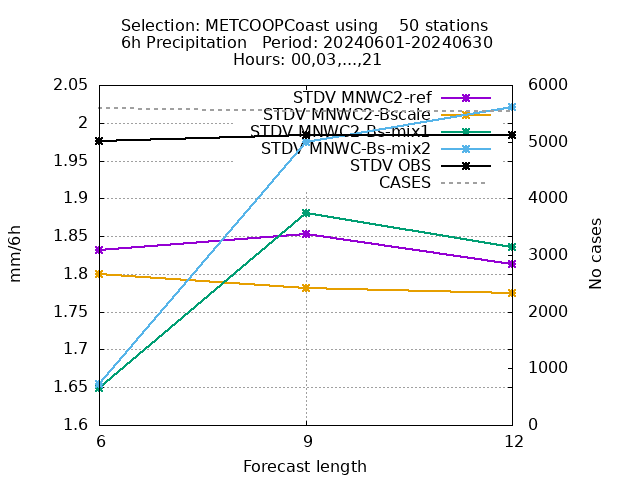 Selection: METCOOPCoast using    50 stations
6h Precipitation   Period: 20240601-20240630
Hours: 00,03,...,21
STDV MNWC2-ref
STDV MNWC2-Bscale
STDV MNWC2 Bs-mix1
STDV MNWC-Bs-mix2
STDV OBS
CASES
2.05
2
1.95
1.9
1.85
1.8
1.75
1.7
1.65
1.6
mm/6h
6000
5000
4000
3000
2000
1000
0
No cases
6 9 12
Forecast length